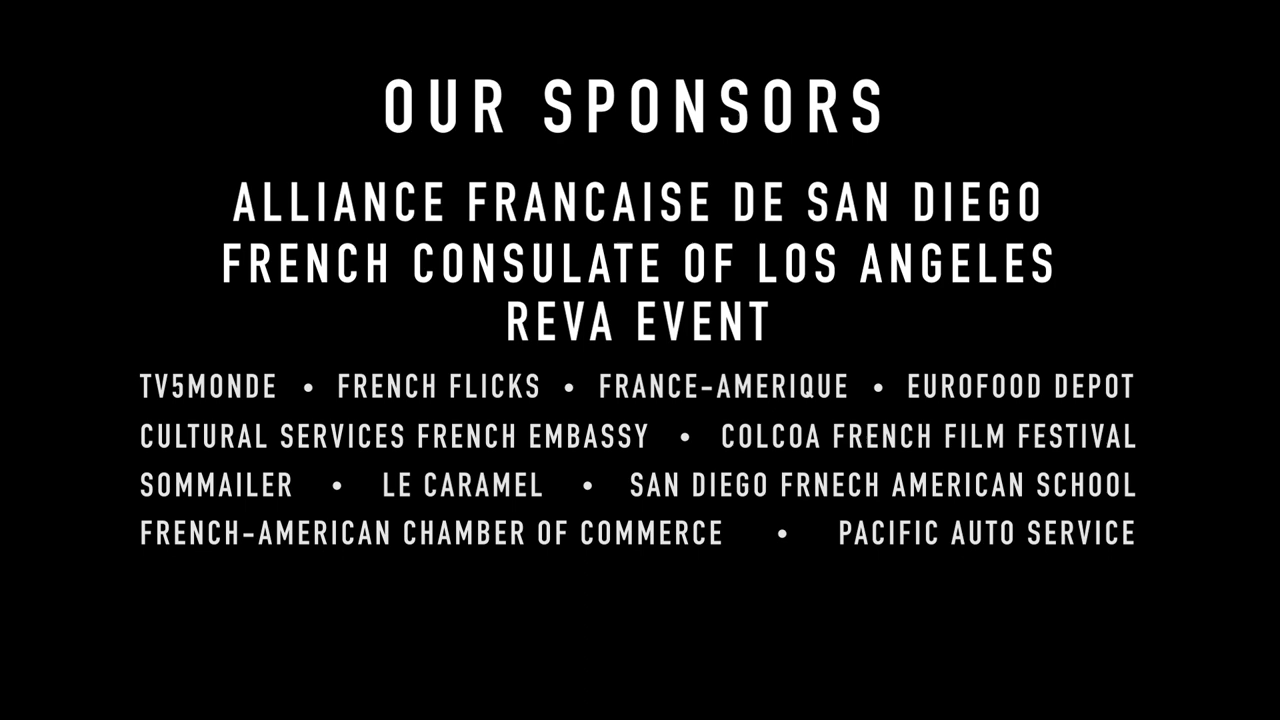 OUR SPONSORS
ALLIANCE FRANCAISE DE SAN DIEGO
FRENCH CONSULATE OF LOS ANGELES
REVA EVENT
TV5MONDE • FRENCH FLICKS • FRANCE-AMERIQUE • EUROFOOD DEPOT
CULTURAL SERVICES FRENCH EMBASSY • COLCOA FRENCH FILM FESTIVAL
SOMMAILER • LE CARAMEL • SAN DIEGO FRNECH AMERICAN SCHOOL
FRENCH-AMERICAN CHAMBER OF COMMERCE • PACIFIC AUTO SERVICE